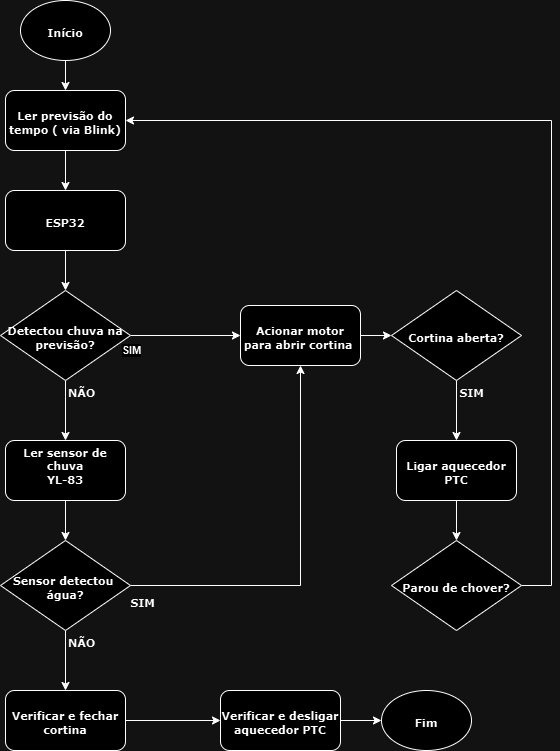 Início
Ler previsão do
tempo ( via Blink)
ESP32
Detectou chuva na
previsão?
SIM
Acionar motor
para abrir cortina
Cortina aberta?
NÃO
SIM
Ler sensor de
chuva
YL-83
Ligar aquecedor
PTC
Sensor detectou
água?
SIM
Parou de chover?
NÃO
Verificar e fechar
cortina
Verificar e desligar
aquecedor PTC
Fim